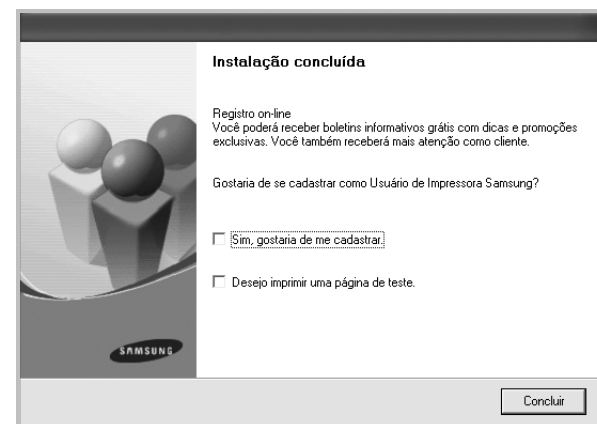 Instalação concluída
Registro on-line
Você poderá receber boletins informativos grátis com dicas e promoções
exclusivas. Você também receberá mais atenção como cliente.
Gostaria de se cadastrar como Usuário de Impressora Samsung?
Sim, gostaria de me cadastrar.
Desejo imprimir uma página de teste.
SAMSUNG
Concluir